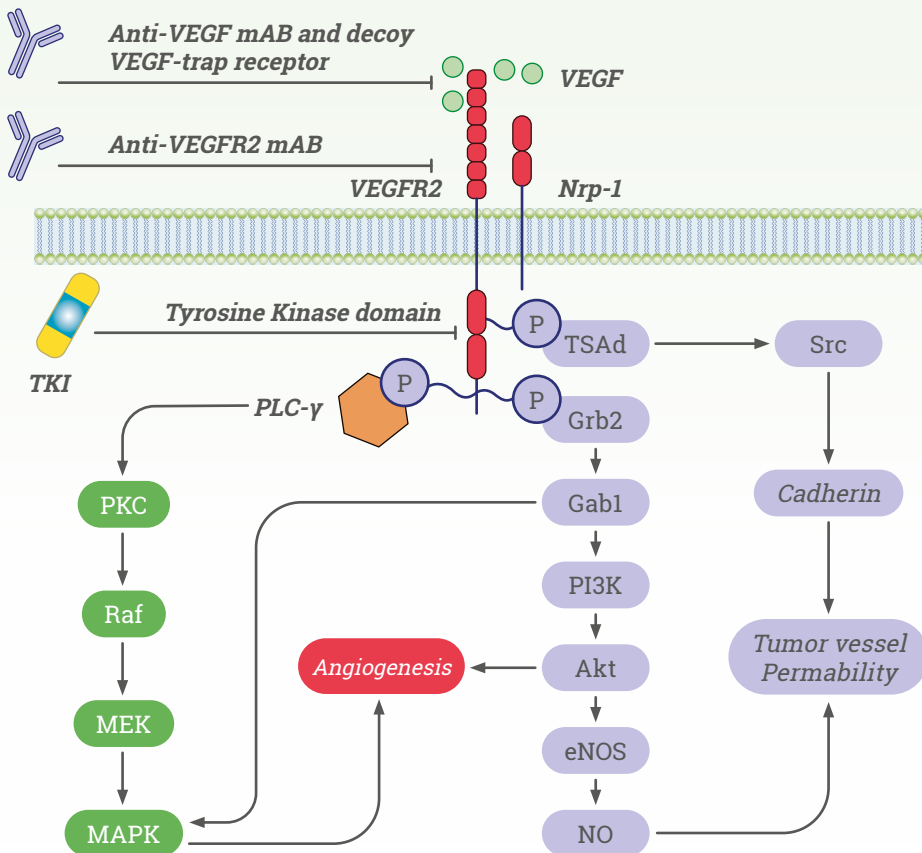 Anti-VEGF mAB and decoy
VEGF-trap receptor
VEGF
Anti-VEGFR2 mAB
VEGFR2
Nrp-1
Tyrosine Kinase domain
TKI
P
TSAd
Src
P
P
PLC-γ
Grb2
PKC
Gab1
Cadherin
PI3K
Raf
Angiogenesis
Akt
Tumor vessel
Permability
MEK
eNOS
MAPK
NO